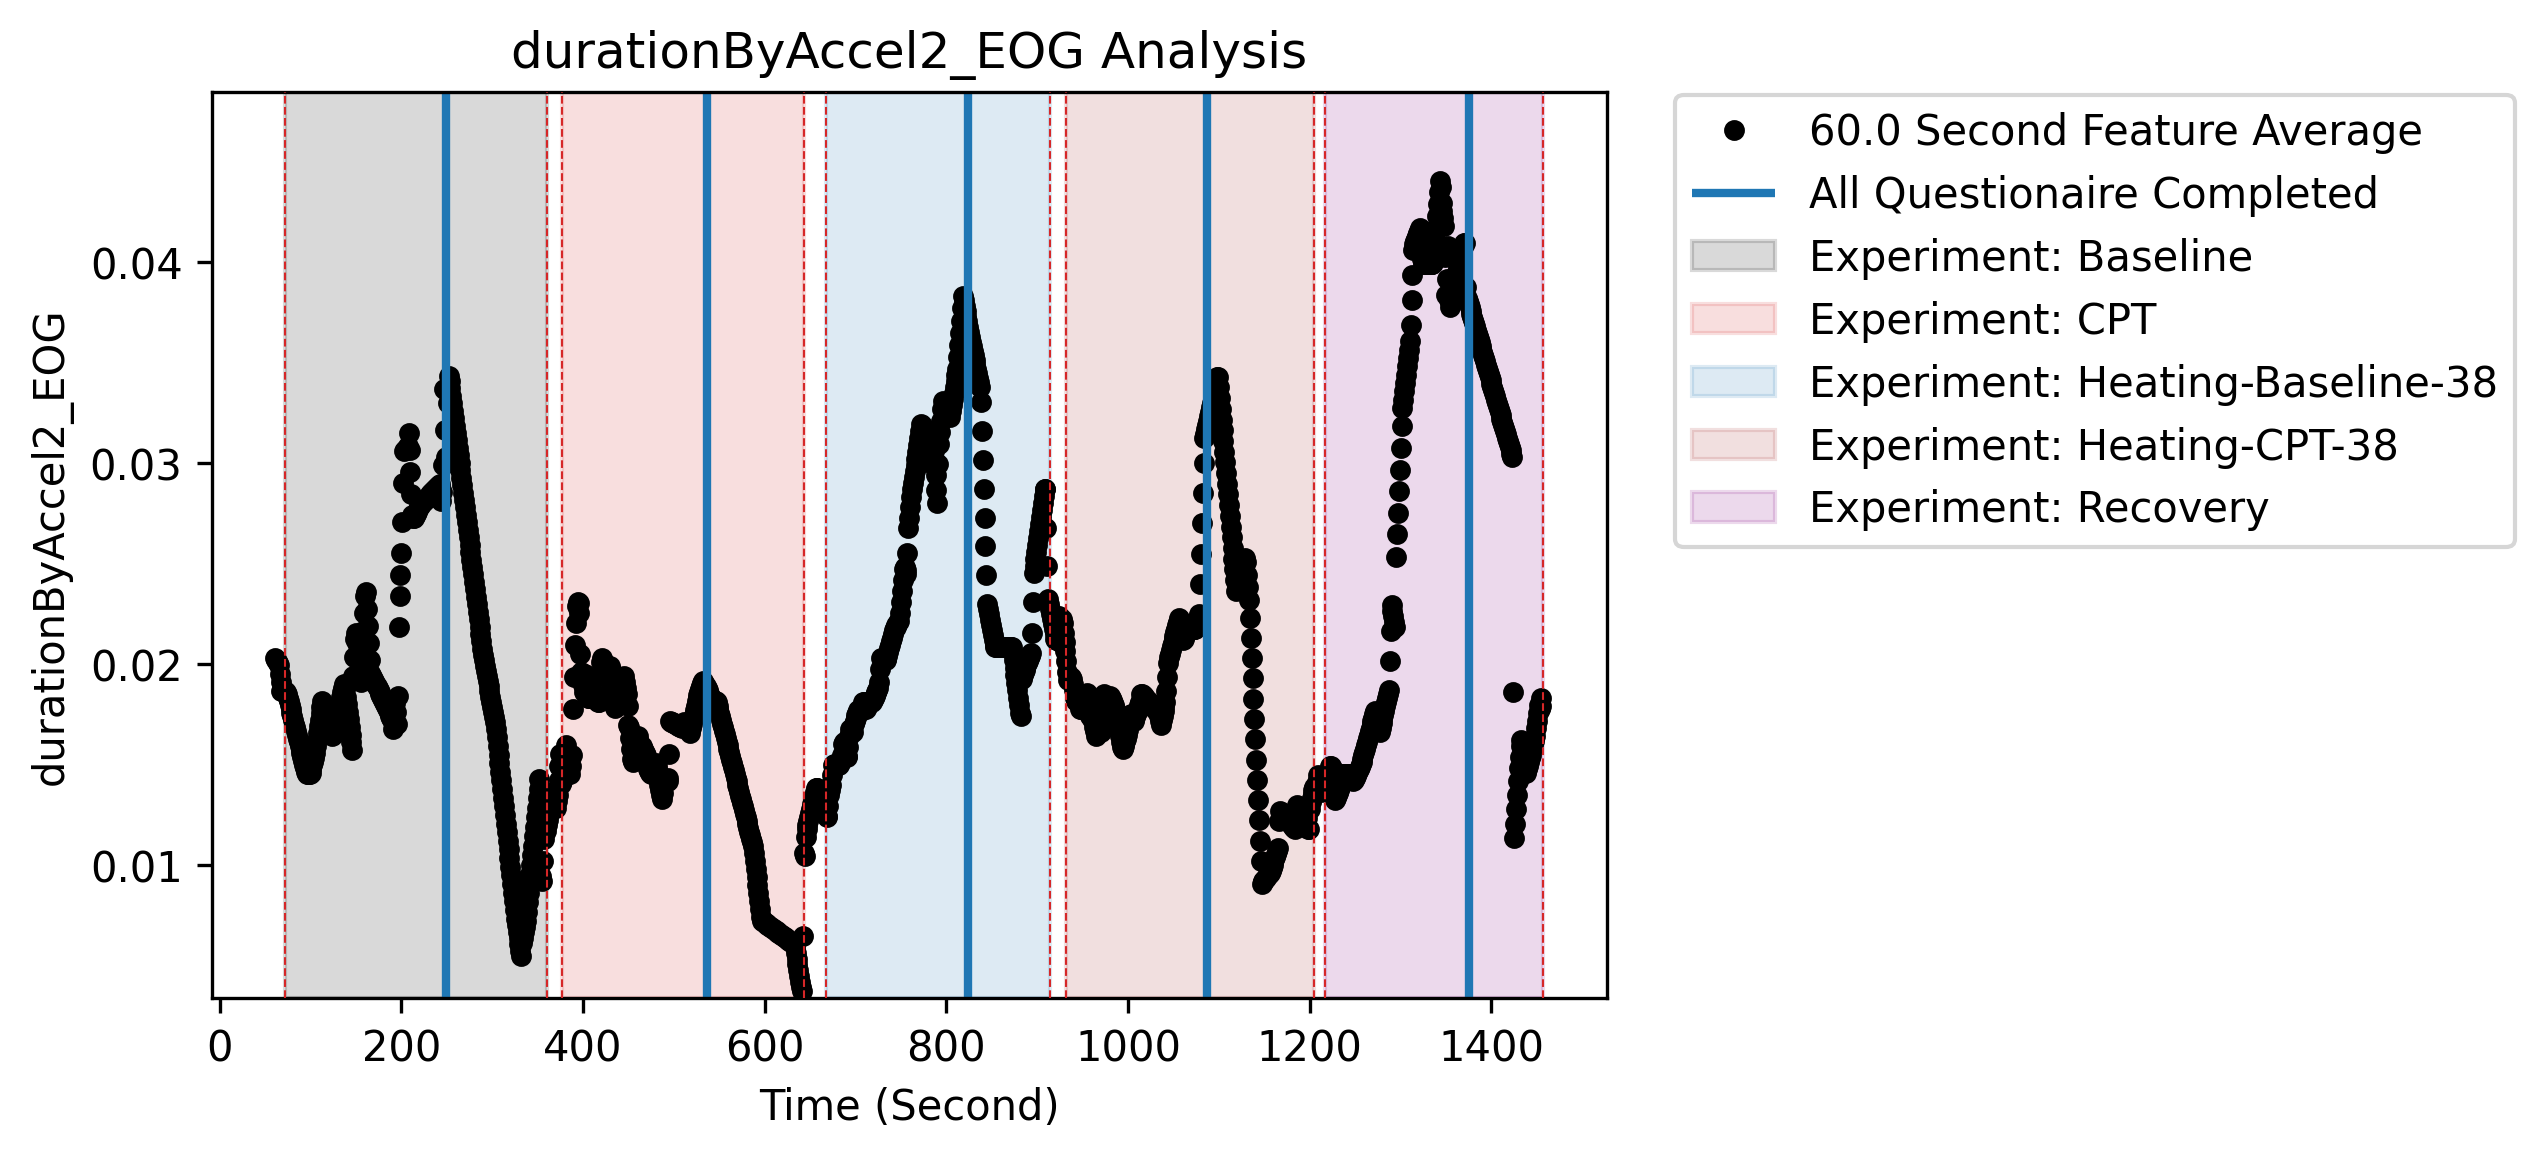 durationByAccel2_EOG Analysis
durationByAccel2_EOG
0.04
0.03
0.02
0.01
0 200 400 600 800 1000 1200 1400
Time (Second)
60.0 Second Feature Average
All Questionaire Completed
Experiment: Baseline
Experiment: CPT
Experiment: Heating-Baseline-38
Experiment: Heating-CPT-38
Experiment: Recovery